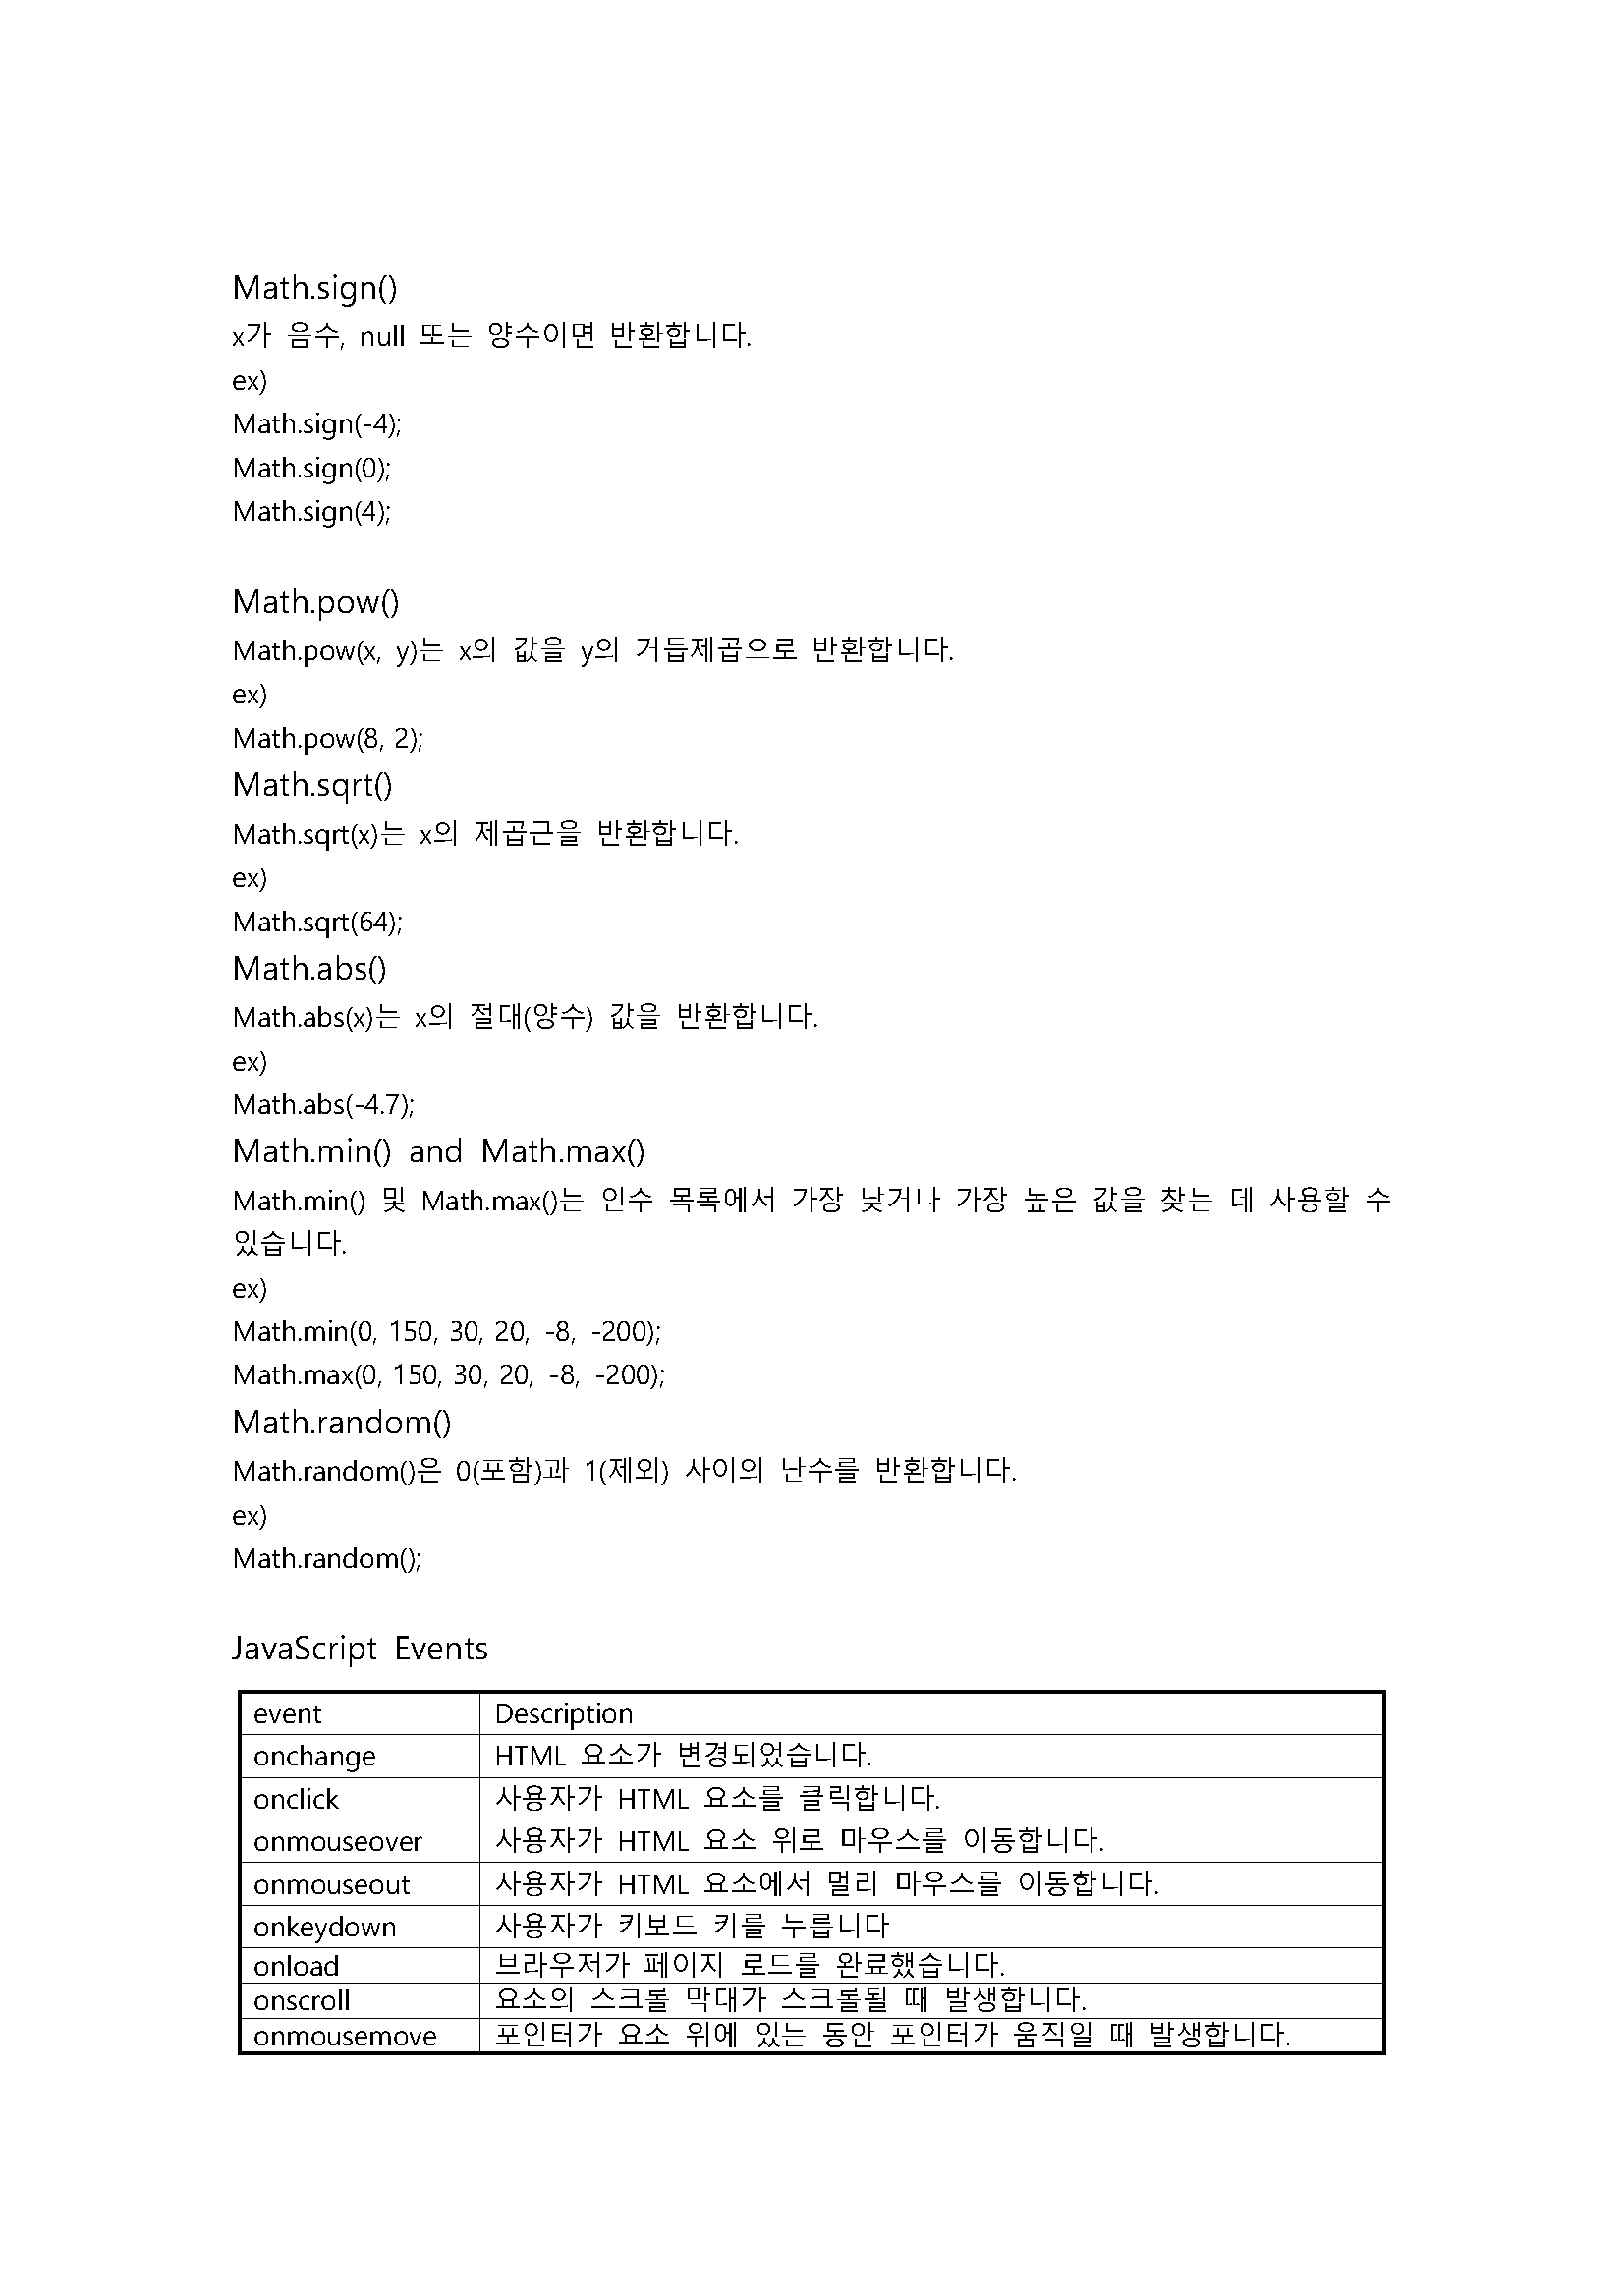 Math.sign()
x가 음수, null 또는 양수이면 반환합니다.
ex)
Math.sign(-4);
Math.sign(0);
Math.sign(4);
Math.pow()
Math.pow(x, y)는 x의 값을 y의 거듭제곱으로 반환합니다.
ex)
Math.pow(8, 2);
Math.sqrt()
Math.sqrt(x)는 x의 제곱근을 반환합니다.
ex)
Math.sqrt(64);
Math.abs()
Math.abs(x)는 x의 절대(양수) 값을 반환합니다.
ex)
Math.abs(-4.7);
Math.min() and Math.max()
Math.min() 및 Math.max()는 인수 목록에서 가장 낮거나 가장 높은 값을 찾는 데 사용할 수
있습니다.
ex)
Math.min(0, 150, 30, 20, -8, -200);
Math.max(0, 150, 30, 20, -8, -200);
Math.random()
Math.random()은 0(포함)과 1(제외) 사이의 난수를 반환합니다.
ex)
Math.random();
JavaScript Events
event Description
onchange HTML 요소가 변경되었습니다.
onclick 사용자가 HTML 요소를 클릭합니다.
onmouseover 사용자가 HTML 요소 위로 마우스를 이동합니다.
onmouseout 사용자가 HTML 요소에서 멀리 마우스를 이동합니다.
onkeydown 사용자가 키보드 키를 누릅니다
onload 브라우저가 페이지 로드를 완료했습니다.
onscroll 요소의 스크롤 막대가 스크롤될 때 발생합니다.
onmousemove 포인터가 요소 위에 있는 동안 포인터가 움직일 때 발생합니다.